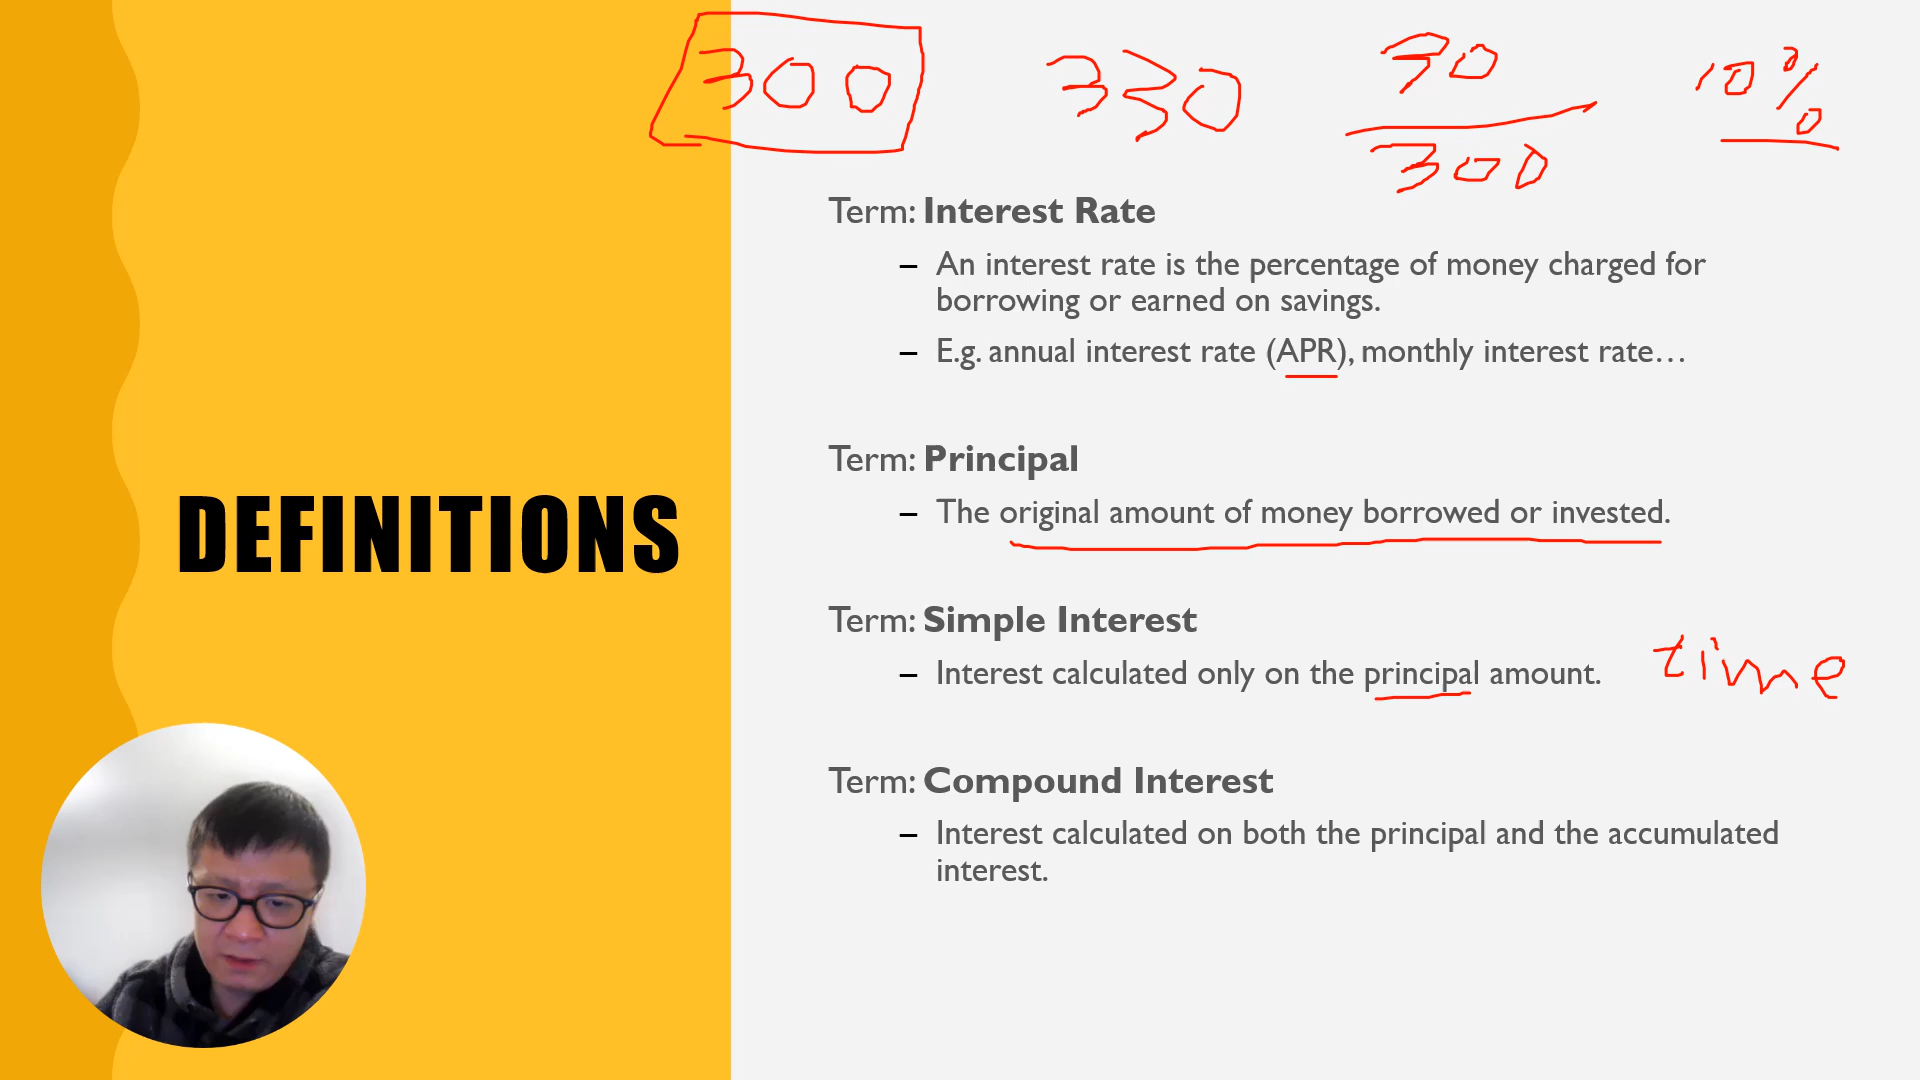 300 330 30 10%
300
Term: Interest Rate
– An interest rate is the percentage of money charged for
borrowing or earned on savings.
– E.g. annual interest rate (APR), monthly interest rate…
Term: Principal
– The original amount of money borrowed or invested.
DEFINITIONS
Term: Simple Interest
– Interest calculated only on the principal amount. time
Term: Compound Interest
– Interest calculated on both the principal and the accumulated
interest.